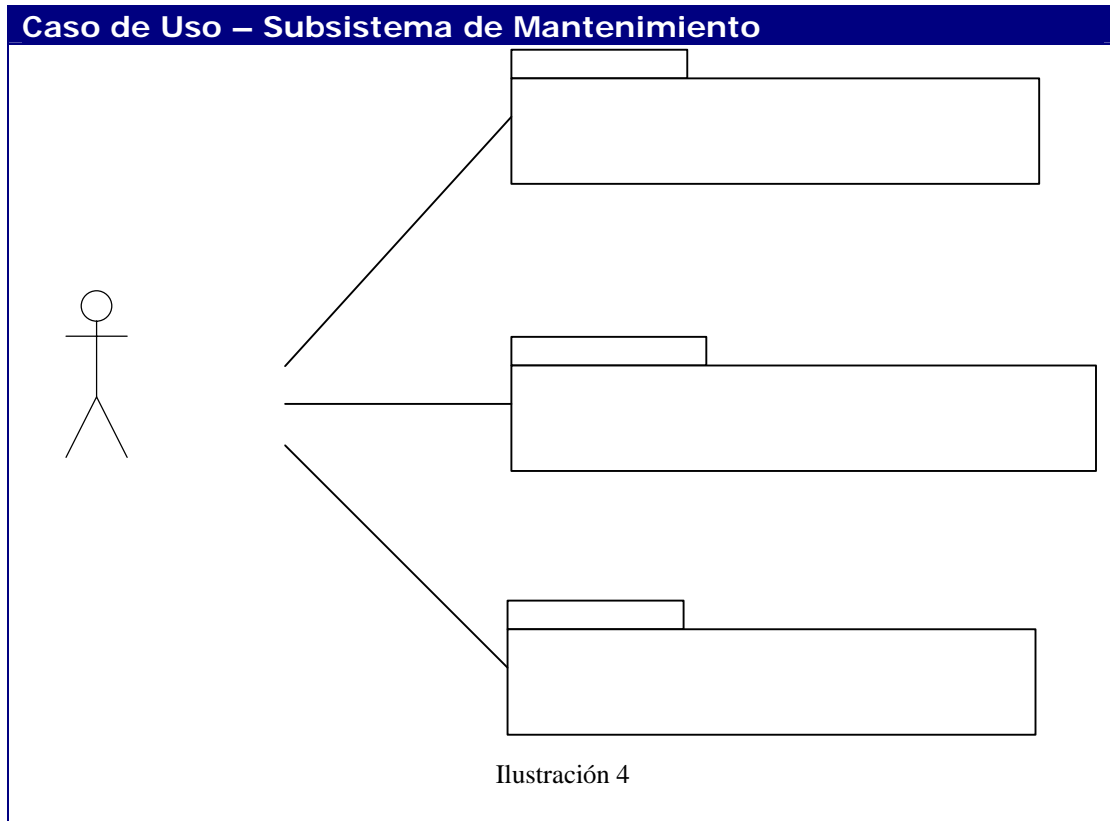 Caso de Uso – Subsistema de Mantenimiento
Ilustración 4